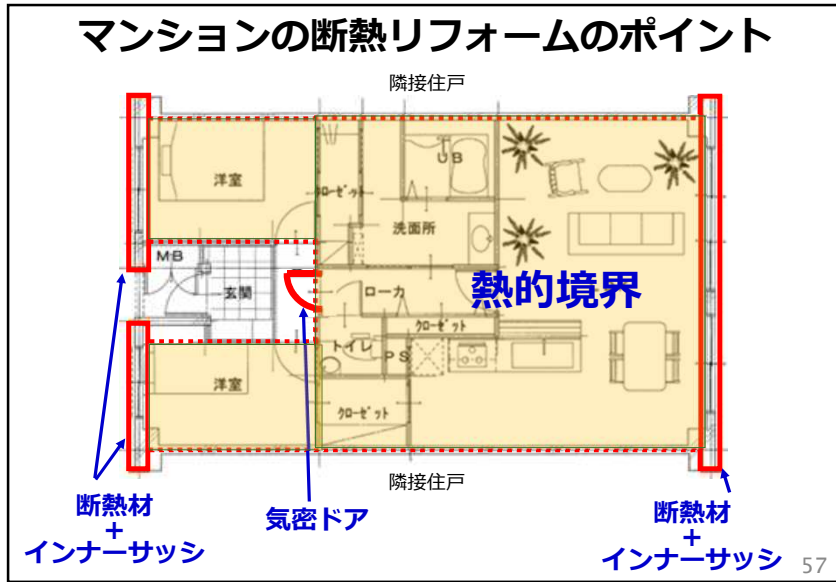 マンションの断熱リフォームのポイント
隣接住戸
洋室
クローゼット
UB
洗面所
MB
玄関
ローカ
熱的境界
クローゼット
トイレ
PS
洋室
クローゼット
隣接住戸
断熱材
+
インナーサッシ
気密ドア
断熱材
+
インナーサッシ
57